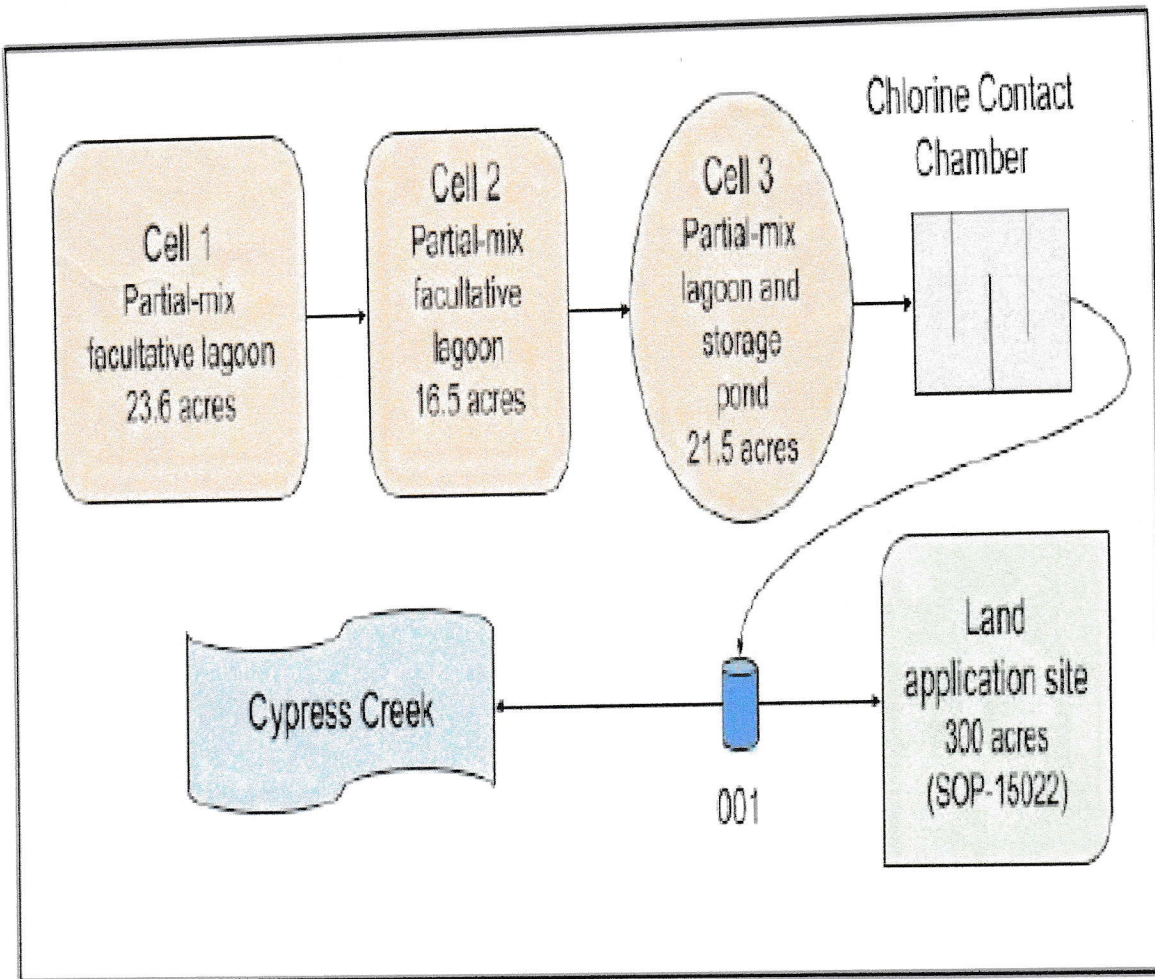 Cell 1
Partial-mix
facultative lagoon
23.6 acres
Cell 2
Partial-mix
facultative
lagoon
16.5 acres
Cell 3
Partial-mix
lagoon and
storage
pond
21.5 acres
Chlorine Contact
Chamber
Cypress Creek
001
Land
application site
300 acres
(SOP-15022)